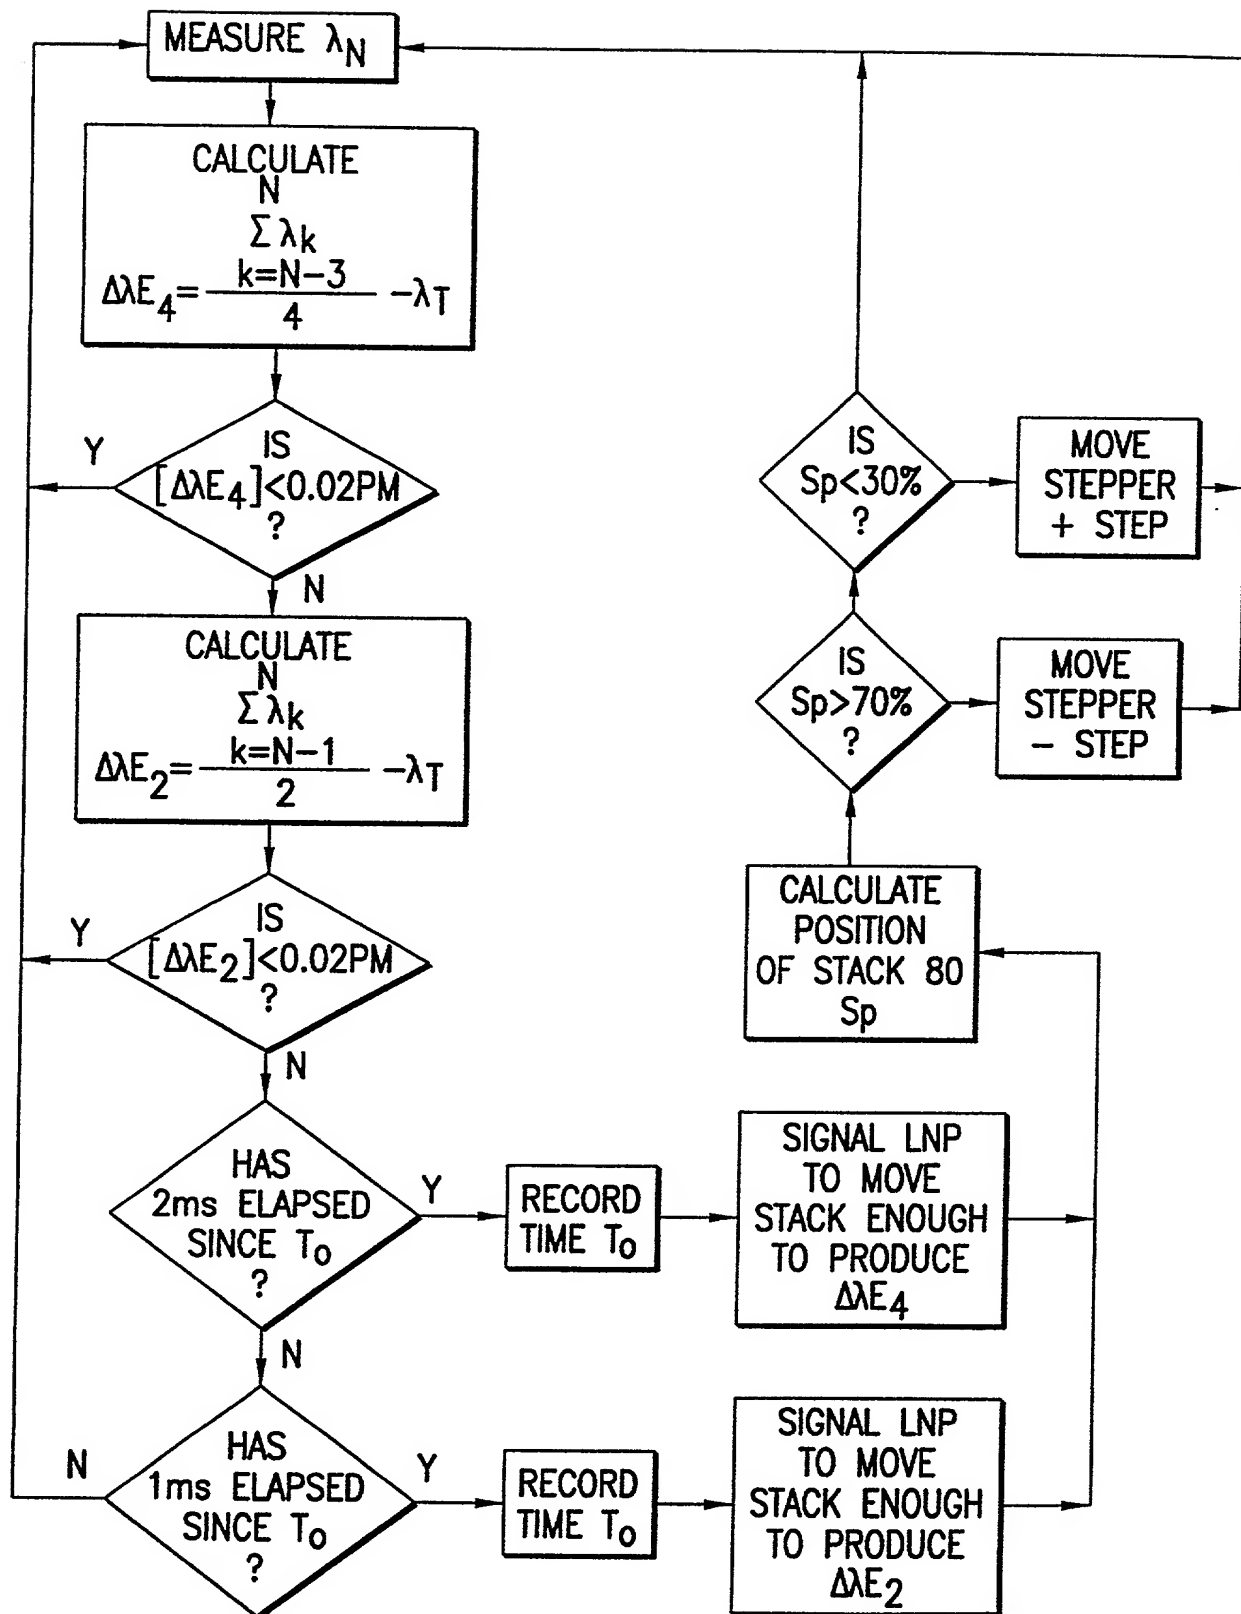 MEASURE λN
CALCULATE
N
Σ λk
k=N-3
ΔλE4= -λT
4
IS
[ΔλE4]<0.02PM
?
Y
N
CALCULATE
N
Σ λk
k=N-1
ΔλE2= -λT
2
IS
[ΔλE2]<0.02PM
?
Y
N
HAS
2ms ELAPSED
SINCE To
?
Y
N
RECORD
TIME To
SIGNAL LNP
TO MOVE
STACK ENOUGH
TO PRODUCE
ΔλE4
HAS
1ms ELAPSED
SINCE To
?
N
Y
RECORD
TIME To
SIGNAL LNP
TO MOVE
STACK ENOUGH
TO PRODUCE
ΔλE2
CALCULATE
POSITION
OF STACK 80
Sp
IS
Sp>70%
?
MOVE
STEPPER
- STEP
IS
Sp<30%
?
MOVE
STEPPER
+ STEP